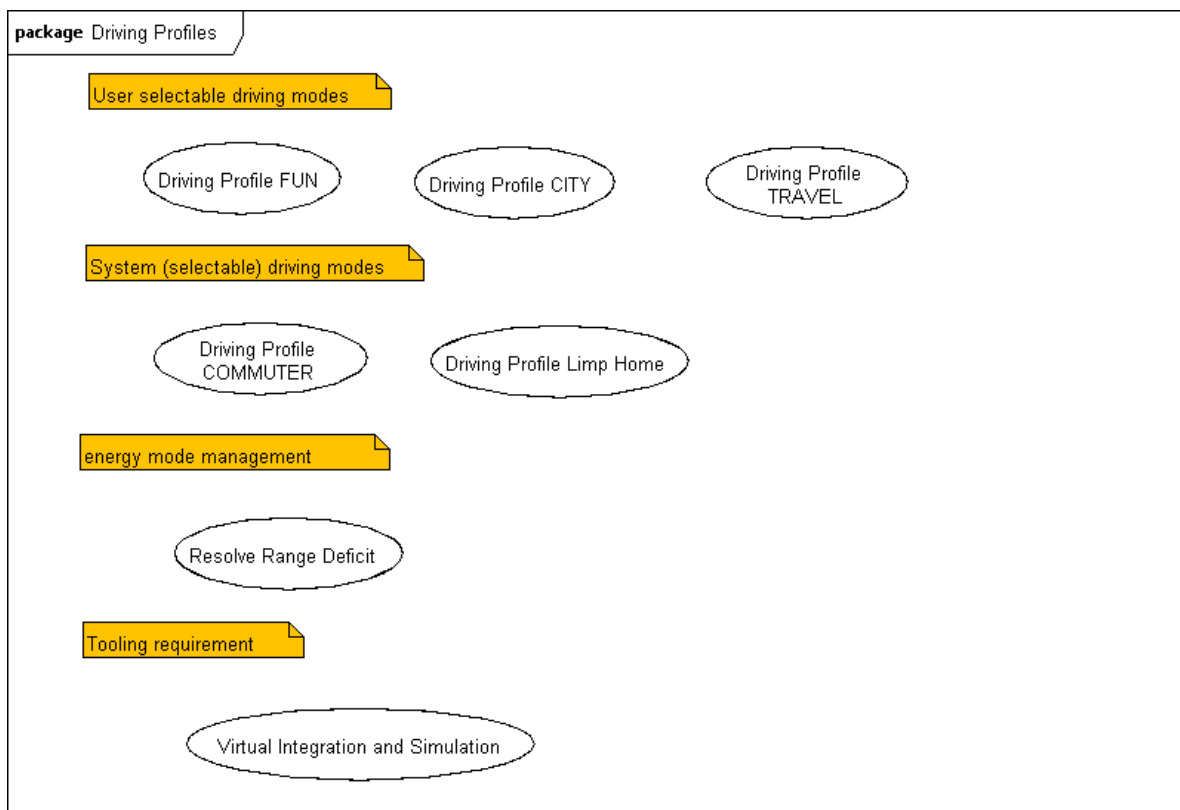 package Driving Profiles
User selectable driving modes
Driving Profile FUN
Driving Profile CITY
Driving Profile
TRAVEL
System (selectable) driving modes
Driving Profile
COMMUTER
Driving Profile Limp Home
energy mode management
Resolve Range Deficit
Tooling requirement
Virtual Integration and Simulation